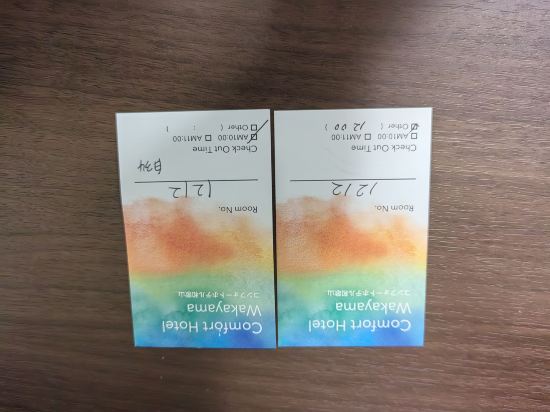 Comfort Hotel
Wakayama
コンフォートホテル和歌山
Room No.
1212
Check Out Time
□ AM10:00 □ AM11:00
☑ Other ( 12:00 )
Comfort Hotel
Wakayama
コンフォートホテル和歌山
Room No.
1212
Check Out Time
☑ AM10:00 □ AM11:00
□ Other ( : )